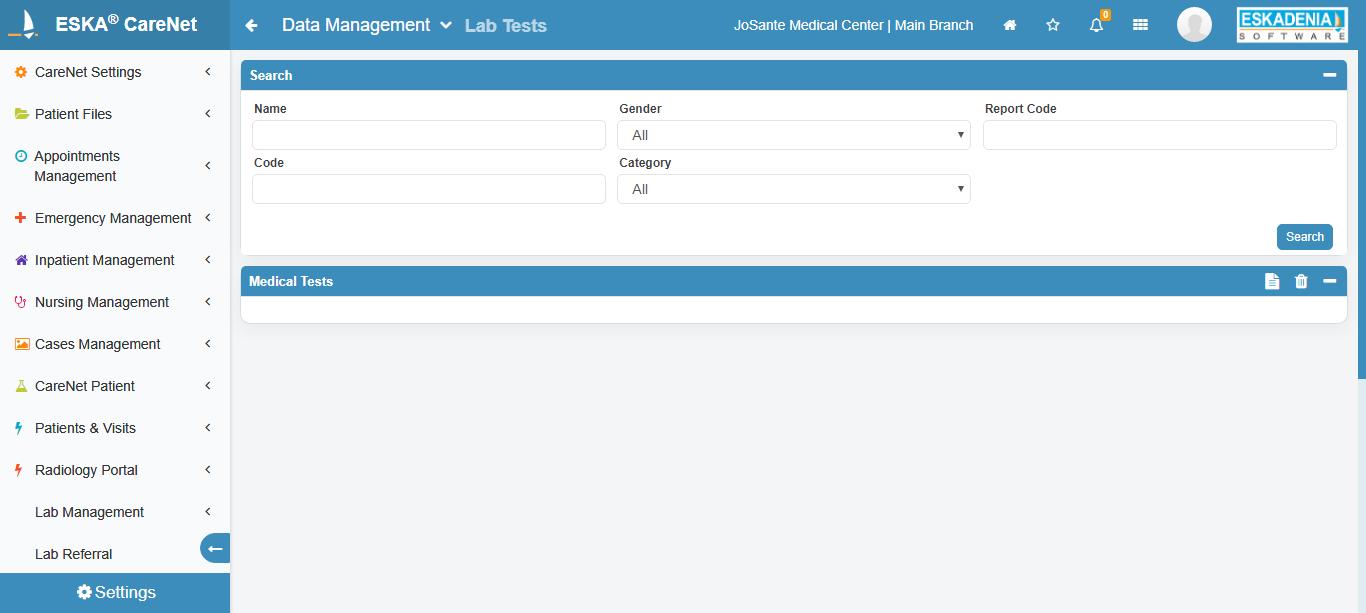 ESKA® CareNet
Data Management Lab Tests
JoSante Medical Center | Main Branch
0
ESKADENIA
SOFTWARE
CareNet Settings
Patient Files
Appointments
Management
Emergency Management
Inpatient Management
Nursing Management
Cases Management
CareNet Patient
Patients & Visits
Radiology Portal
Lab Management
Lab Referral
Settings
Search
Name
Gender
Report Code
All
Code
Category
All
Search
Medical Tests